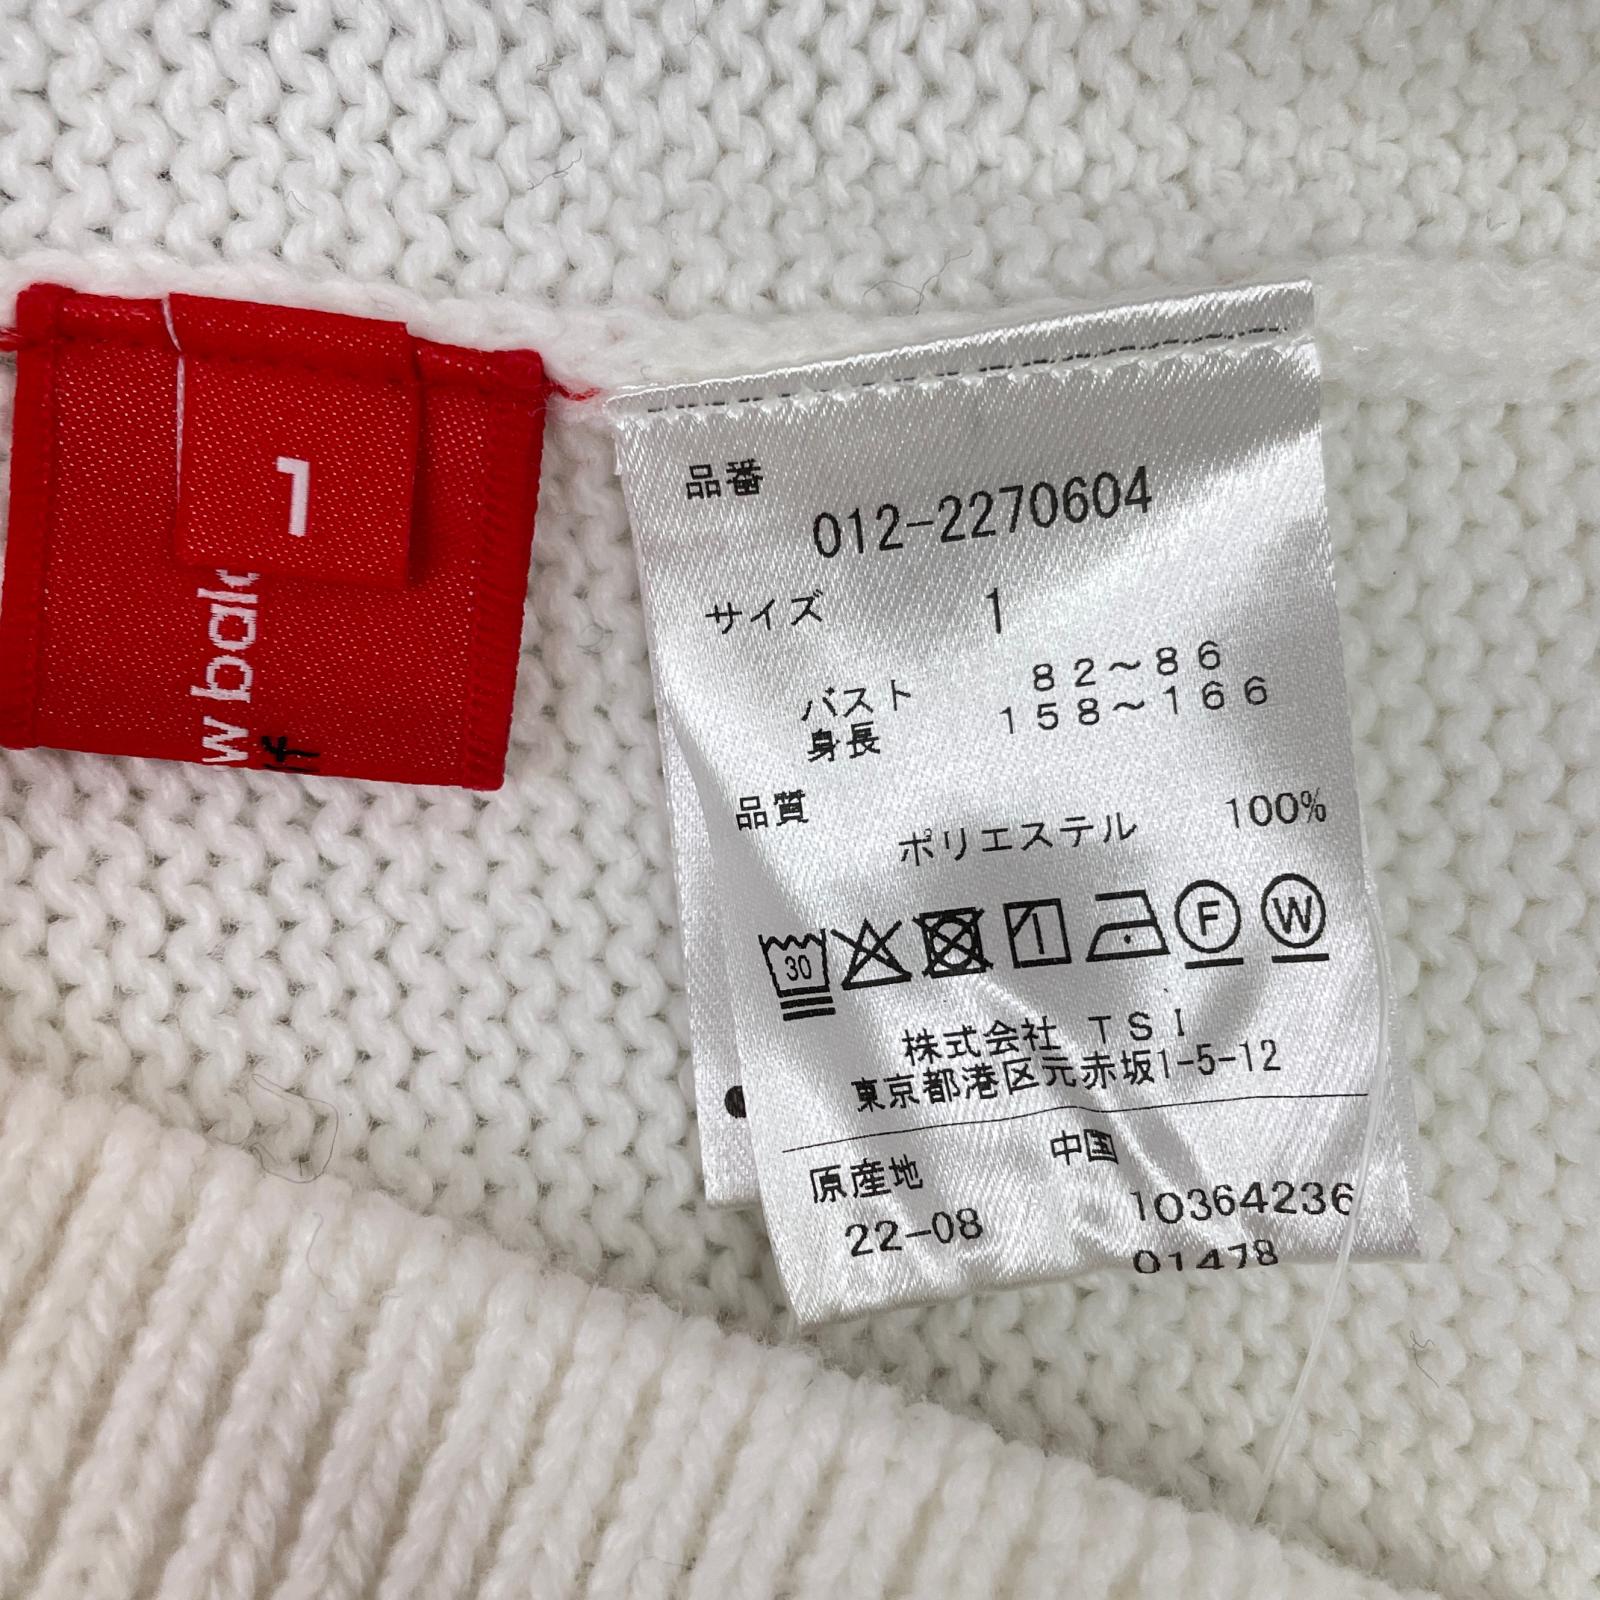 1
w bal
品番
012-2270604
サイズ 1
バスト 82～86
身長 158～166
品質
ポリエステル 100%
30
F W
株式会社 TSI
東京都港区元赤坂1-5-12
原産地 中国
22-08 10364236
01478